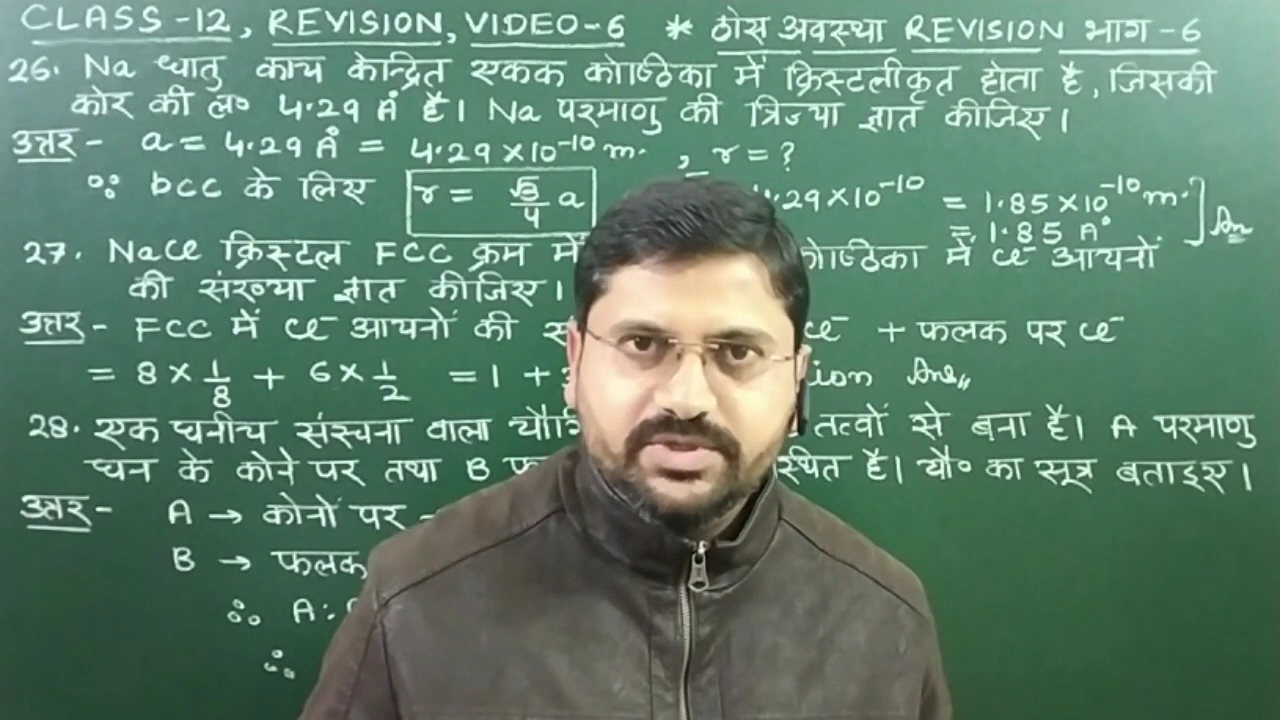 CLASS-12, REVISION, VIDEO-6 * ठोस अवस्था REVISION भाग-6
26. Na धातु काय केन्द्रित एकक कोष्ठिका में क्रिस्टलीकृत होता है, जिसकी
कोर की ल० 4.29 Å है। Na परमाणु की त्रिज्या ज्ञात कीजिए।
उत्तर - a = 4.29 Å = 4.29 × 10⁻¹⁰ m. , r = ?
∵ bcc के लिए r = √3/4 a 4.29×10⁻¹⁰ = 1.85 × 10⁻¹⁰ m.
= 1.85 A° Ans
27. NaCl क्रिस्टल FCC क्रम में कोष्ठिका में Cl⁻ आयनों
की संख्या ज्ञात कीजिए।
उत्तर - FCC में Cl⁻ आयनों की Cl⁻ + फलक पर Cl⁻
= 8 × 1/8 + 6 × 1/2 = 1 + 3 ion Ans
28. एक घनीय संरचना वाला तत्वों से बना है। A परमाणु
घन के कोने पर तथा B है। यौ० का सूत्र बताइए।
उत्तर - A → कोनों पर -
B → फलक
∴ A :
∴